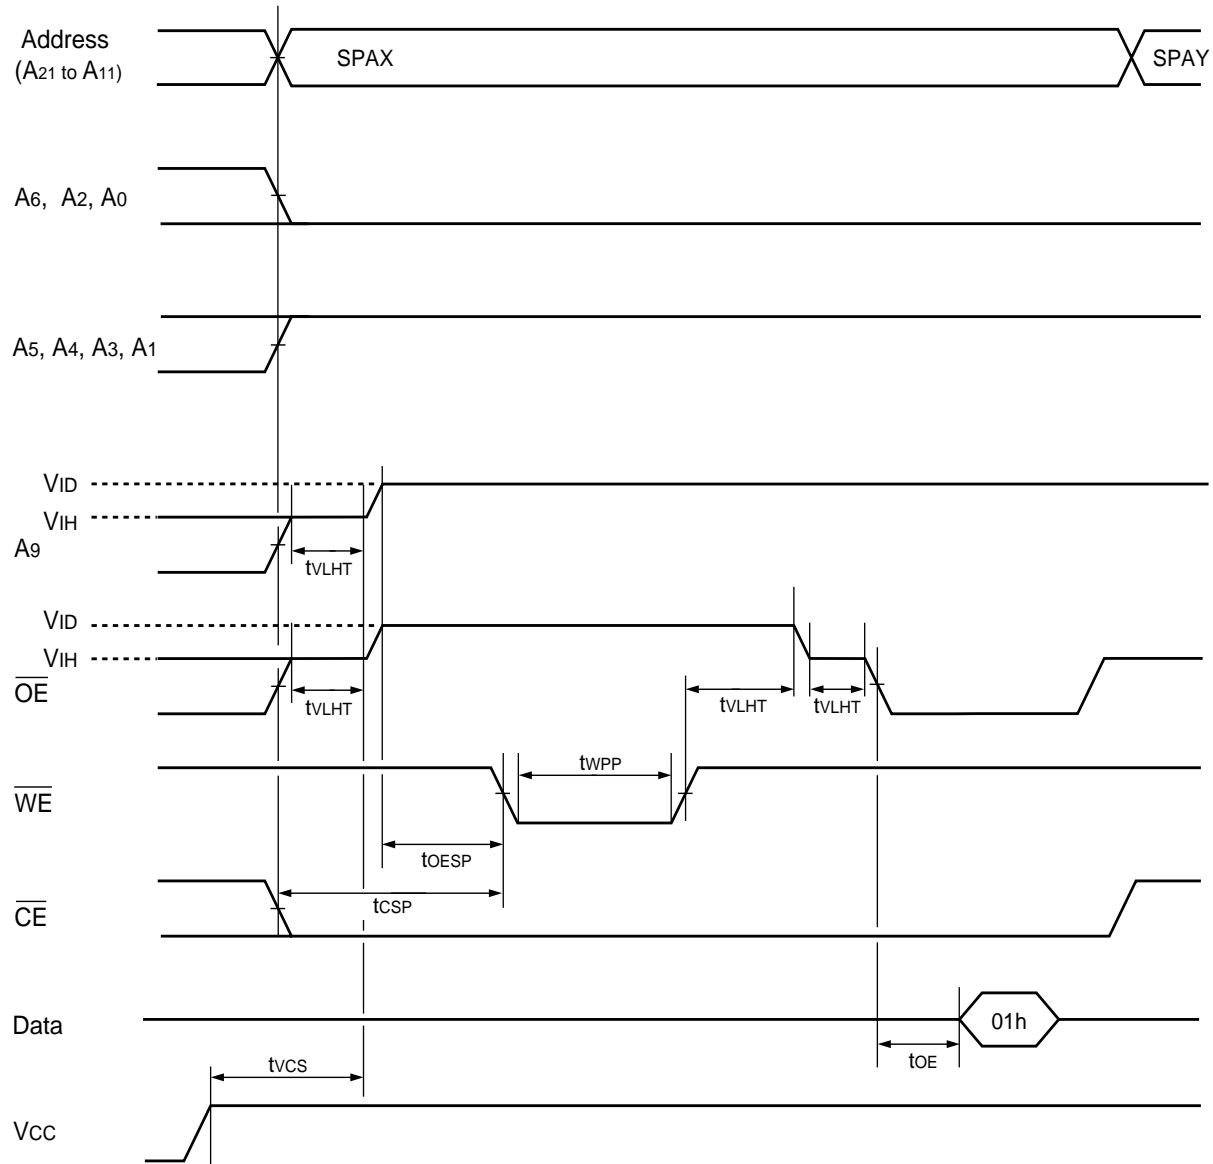 Address
(A21 to A11)
SPAX
SPAY
A6, A2, A0
A5, A4, A3, A1
VID
VIH
A9
tVLHT
VID
VIH
OE
tVLHT
tVLHT
tVLHT
WE
tWPP
tOESP
CE
tCSP
Data
01h
tOE
tVCS
VCC